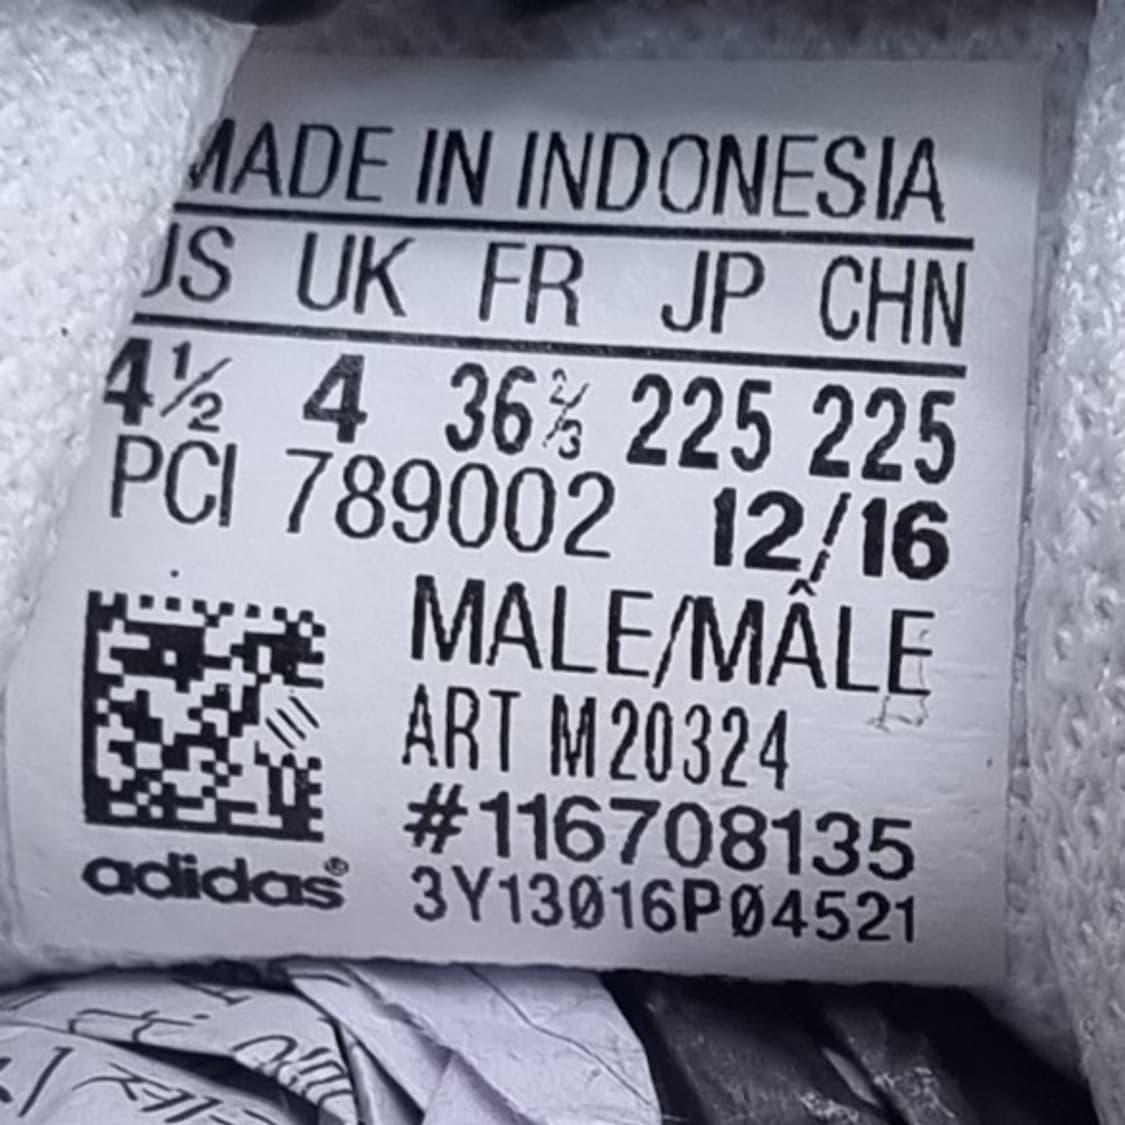 MADE IN INDONESIA
US UK FR JP CHN
4½ 4 36⅔ 225 225
PCI 789002 12/16
MALE/MÂLE
ART M20324
#116708135
adidas® 3Y13016P04521